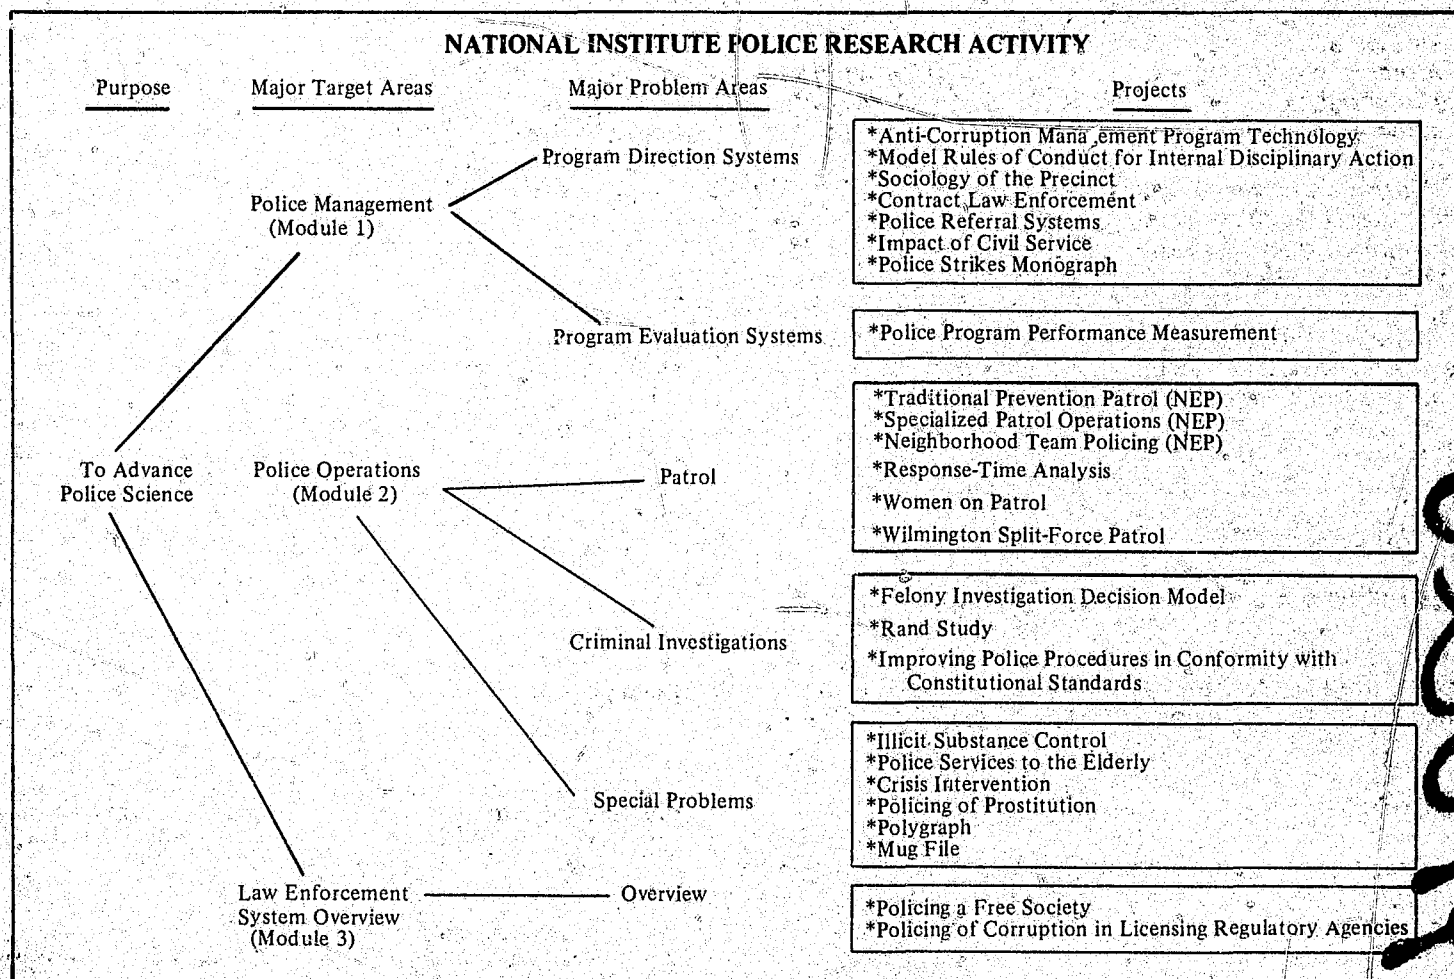 NATIONAL INSTITUTE POLICE RESEARCH ACTIVITY
Purpose
Major Target Areas
Major Problem Areas
Projects
Police Management
(Module 1)
Program Direction Systems
*Anti-Corruption Mana ement Program Technology
*Model Rules of Conduct for Internal Disciplinary Action
*Sociology of the Precinct
*Contract Law Enforcement
*Police Referral Systems
*Impact of Civil Service
*Police Strikes Monograph
Program Evaluation Systems
*Police Program Performance Measurement
To Advance
Police Science
Police Operations
(Module 2)
Patrol
*Traditional Prevention Patrol (NEP)
*Specialized Patrol Operations (NEP)
*Neighborhood Team Policing (NEP)
*Response-Time Analysis
*Women on Patrol
*Wilmington Split-Force Patrol
Criminal Investigations
*Felony Investigation Decision Model
*Rand Study
*Improving Police Procedures in Conformity with
Constitutional Standards
Special Problems
*Illicit Substance Control
*Police Services to the Elderly
*Crisis Intervention
*Policing of Prostitution
*Polygraph
*Mug File
Law Enforcement
System Overview
(Module 3)
Overview
*Policing a Free Society
*Policing of Corruption in Licensing Regulatory Agencies